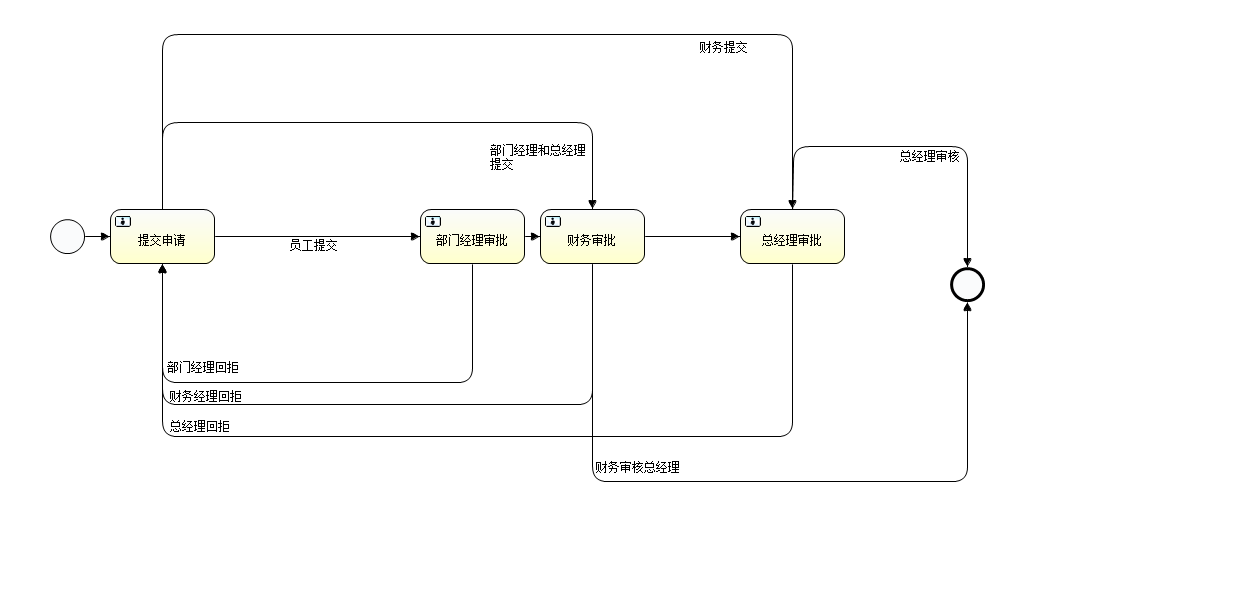 财务提交
部门经理和总经理
提交
总经理审核
提交申请
员工提交
部门经理审批
财务审批
总经理审批
部门经理回拒
财务经理回拒
总经理回拒
财务审核总经理